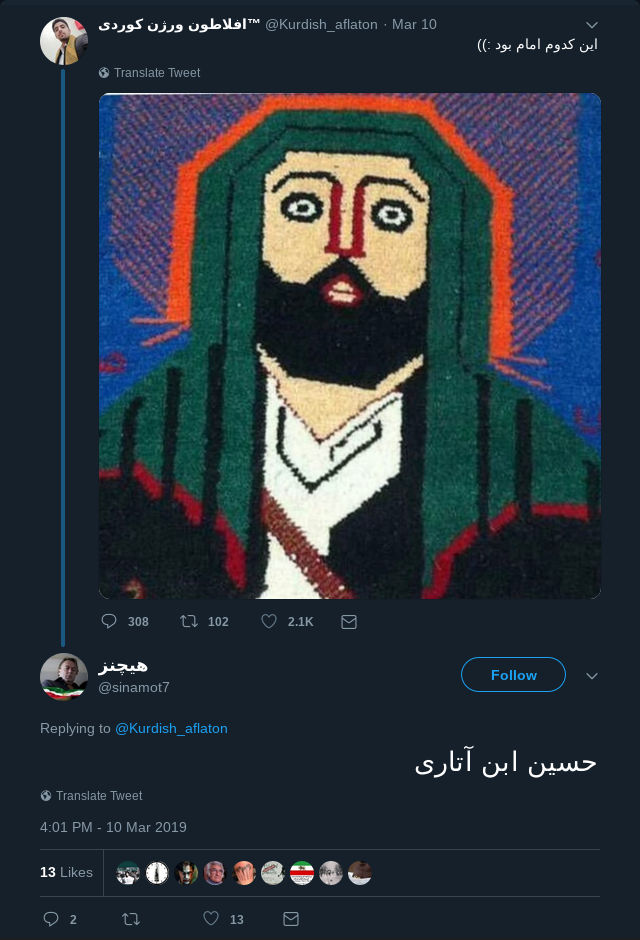 افلاطون ورژن کوردی™ @Kurdish_aflaton · Mar 10
این کدوم امام بود :))
Translate Tweet
308 102 2.1K
هیچنز
@sinamot7
Follow
Replying to @Kurdish_aflaton
حسین ابن آتاری
Translate Tweet
4:01 PM - 10 Mar 2019
13 Likes
2 13